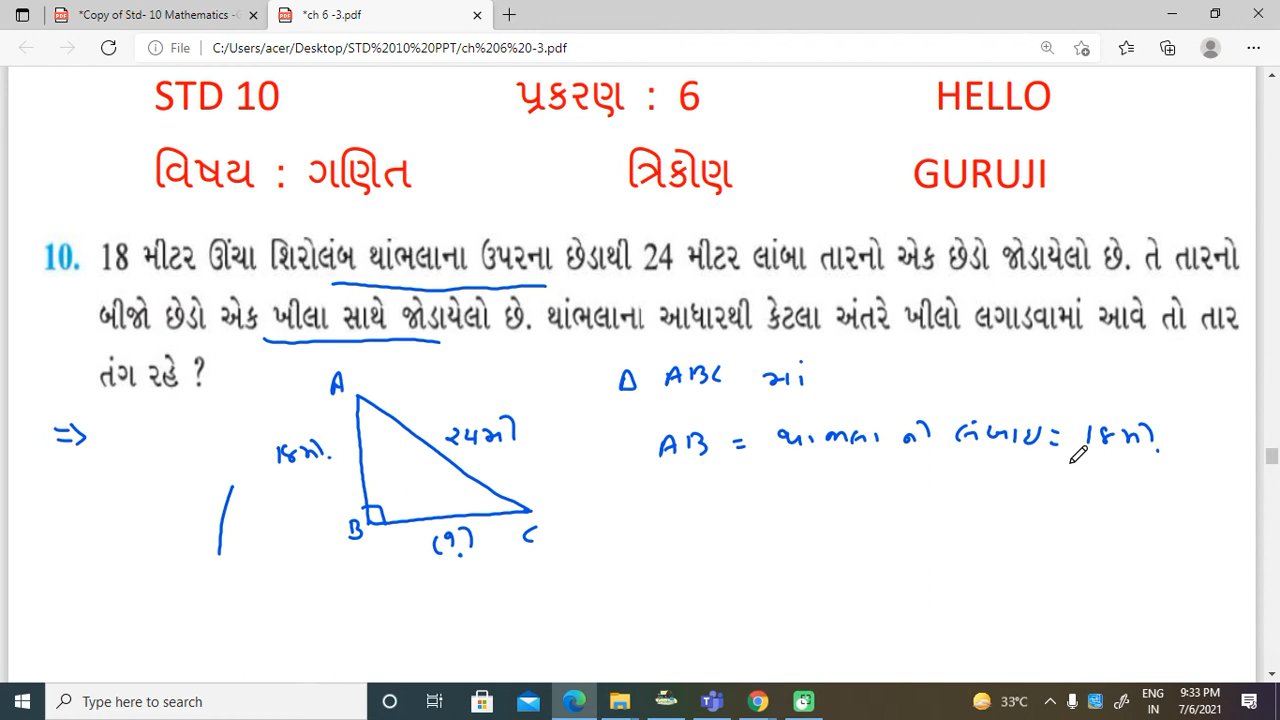 *Copy of Std- 10 Mathematics -
*ch 6 -3.pdf
File C:/Users/acer/Desktop/STD%2010%20PPT/ch%206%20-3.pdf
STD 10 પ્રકરણ : 6 HELLO
વિષય : ગણિત ત્રિકોણ GURUJI
10. 18 મીટર ઊંચા શિરોલંબ થાંભલાના ઉપરના છેડાથી 24 મીટર લાંબા તારનો એક છેડો જોડાયેલો છે. તે તારનો
બીજો છેડો એક ખીલા સાથે જોડાયેલો છે. થાંભલાના આધારથી કેટલા અંતરે ખીલો લગાડવામાં આવે તો તાર
તંગ રહે ?
A
Δ ABC માં
⇒
૧૮મી.
૨૪મી
AB = થાંભલા ની લંબાઇ = ૧૮મી.
B (?) C
Type here to search
33°C
ENG
IN
9:33 PM
7/6/2021